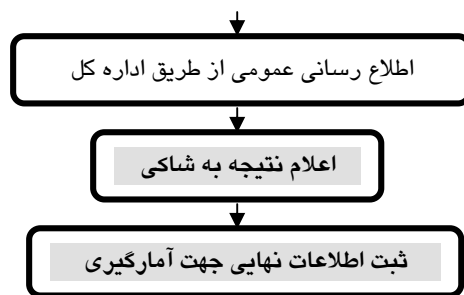 اطلاع رسانی عمومی از طریق اداره کل
اعلام نتیجه به شاکی
ثبت اطلاعات نهایی جهت آمارگیری